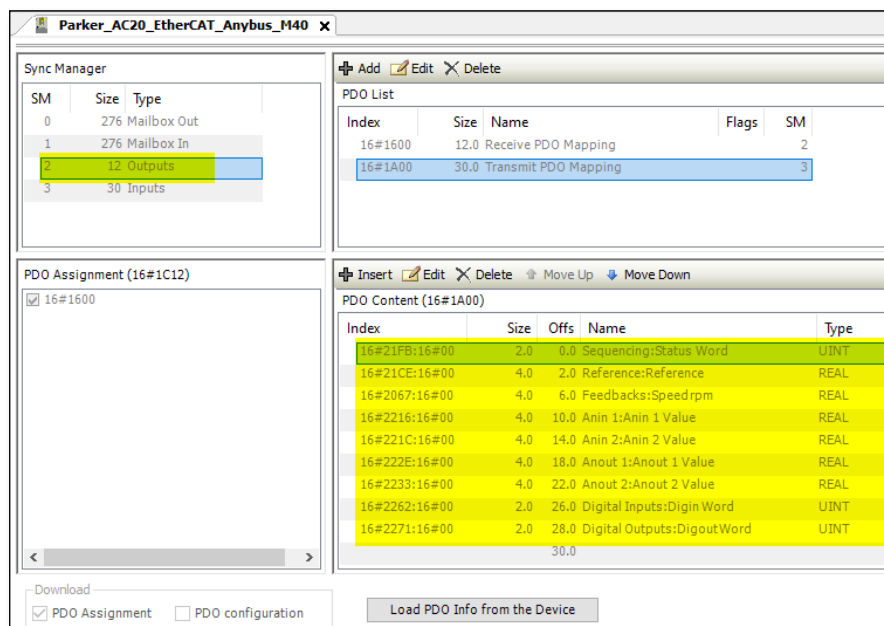 Parker_AC20_EtherCAT_Anybus_M40
Sync Manager
SM Size Type
0 276 Mailbox Out
1 276 Mailbox In
2 12 Outputs
3 30 Inputs
Add Edit Delete
PDO List
Index Size Name Flags SM
16#1600 12.0 Receive PDO Mapping 2
16#1A00 30.0 Transmit PDO Mapping 3
PDO Assignment (16#1C12)
16#1600
Insert Edit Delete Move Up Move Down
PDO Content (16#1A00)
Index Size Offs Name Type
16#21FB:16#00 2.0 0.0 Sequencing:Status Word UINT
16#21CE:16#00 4.0 2.0 Reference:Reference REAL
16#2067:16#00 4.0 6.0 Feedbacks:Speed rpm REAL
16#2216:16#00 4.0 10.0 Anin 1:Anin 1 Value REAL
16#221C:16#00 4.0 14.0 Anin 2:Anin 2 Value REAL
16#222E:16#00 4.0 18.0 Anout 1:Anout 1 Value REAL
16#2233:16#00 4.0 22.0 Anout 2:Anout 2 Value REAL
16#2262:16#00 2.0 26.0 Digital Inputs:Digin Word UINT
16#2271:16#00 2.0 28.0 Digital Outputs:Digout Word UINT
30.0
Download
PDO Assignment PDO configuration
Load PDO Info from the Device